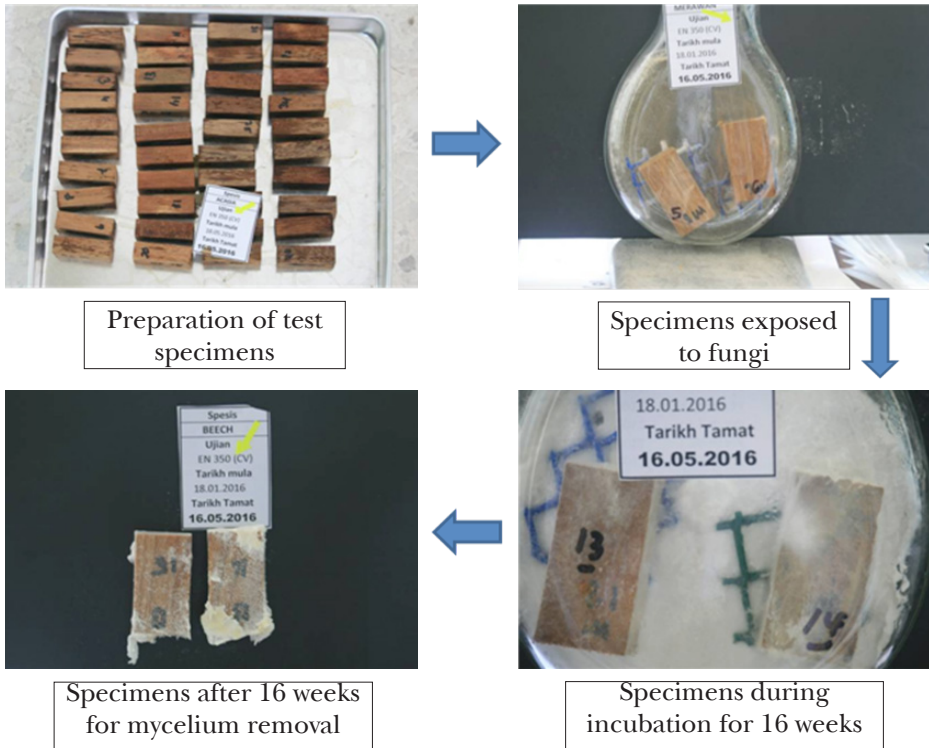 Spesis
ACASIA
Ujian
EN 350 (CV)
Tarikh mula
18.01.2016
Tarikh Tamat
16.05.2016
Preparation of test
specimens
MERAWAN
Ujian
EN 350 (CV)
Tarikh mula
18.01.2016
Tarikh Tamat
16.05.2016
5
Specimens exposed
to fungi
18.01.2016
Tarikh Tamat
16.05.2016
13
14
Specimens during
incubation for 16 weeks
Spesis
BEECH
Ujian
EN 350 (CV)
Tarikh mula
18.01.2016
Tarikh Tamat
16.05.2016
Specimens after 16 weeks
for mycelium removal